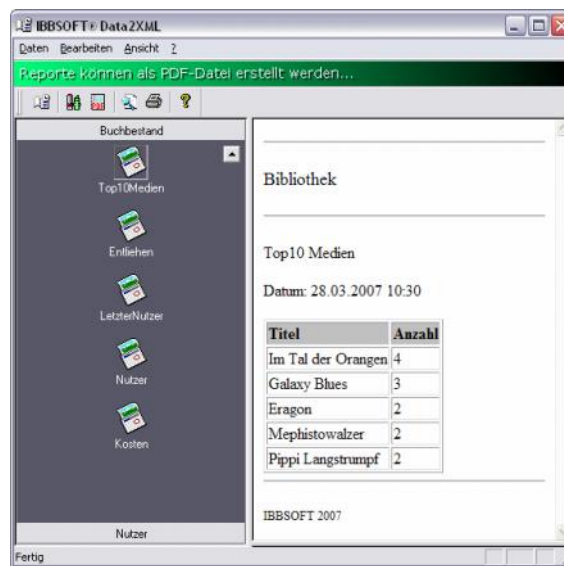 IBBSOFT® Data2XML
Daten Bearbeiten Ansicht ?
Reporte können als PDF-Datei erstellt werden...
Buchbestand
Top10Medien
Entliehen
LetzterNutzer
Nutzer
Kosten
Nutzer
Bibliothek
Top10 Medien
Datum: 28.03.2007 10:30
Titel Anzahl
Im Tal der Orangen 4
Galaxy Blues 3
Eragon 2
Mephistowalzer 2
Pippi Langstrumpf 2
IBBSOFT 2007
Fertig